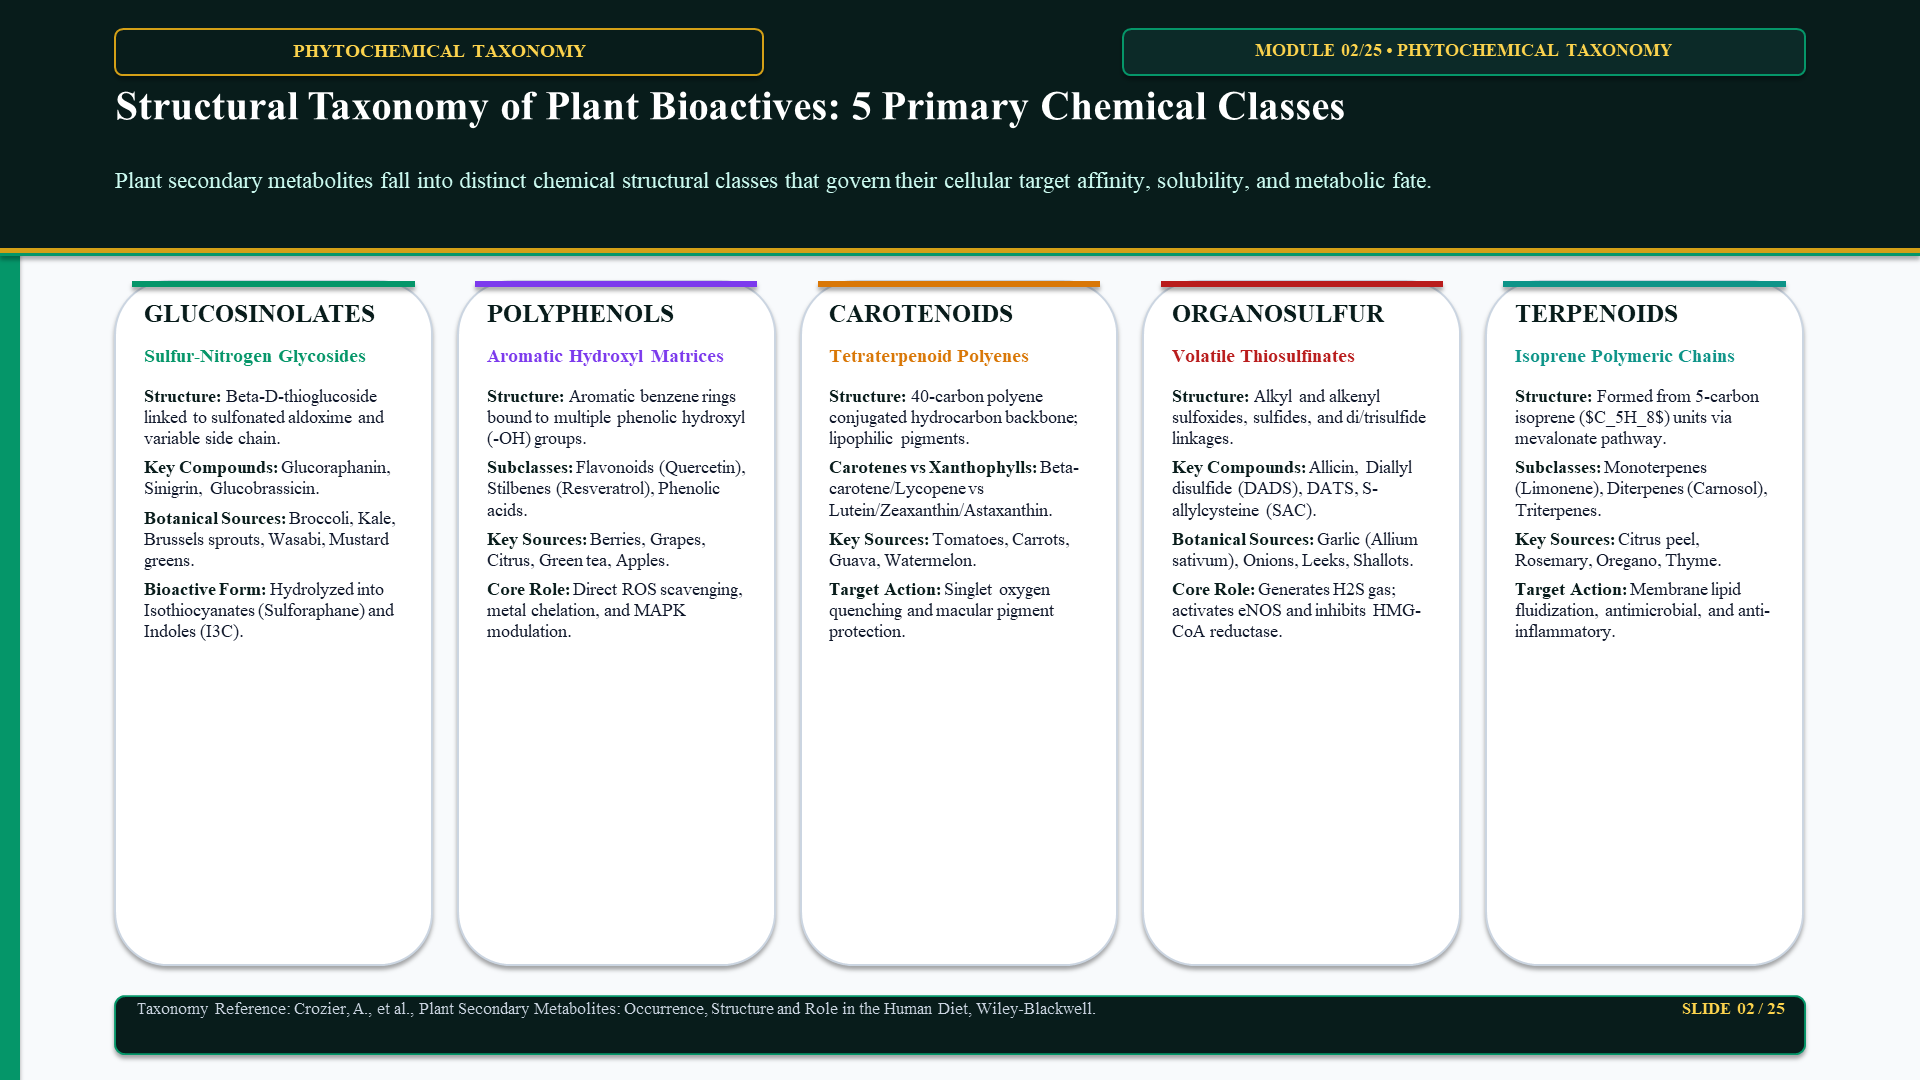 PHYTOCHEMICAL TAXONOMY
MODULE 02/25 • PHYTOCHEMICAL TAXONOMY
Structural Taxonomy of Plant Bioactives: 5 Primary Chemical Classes
Plant secondary metabolites fall into distinct chemical structural classes that govern their cellular target affinity, solubility, and metabolic fate.
GLUCOSINOLATES
Sulfur-Nitrogen Glycosides
Structure: Beta-D-thioglucoside
linked to sulfonated aldoxime and
variable side chain.
Key Compounds: Glucoraphanin,
Sinigrin, Glucobrassicin.
Botanical Sources: Broccoli, Kale,
Brussels sprouts, Wasabi, Mustard
greens.
Bioactive Form: Hydrolyzed into
Isothiocyanates (Sulforaphane) and
Indoles (I3C).
POLYPHENOLS
Aromatic Hydroxyl Matrices
Structure: Aromatic benzene rings
bound to multiple phenolic hydroxyl
(-OH) groups.
Subclasses: Flavonoids (Quercetin),
Stilbenes (Resveratrol), Phenolic
acids.
Key Sources: Berries, Grapes,
Citrus, Green tea, Apples.
Core Role: Direct ROS scavenging,
metal chelation, and MAPK
modulation.
CAROTENOIDS
Tetraterpenoid Polyenes
Structure: 40-carbon polyene
conjugated hydrocarbon backbone;
lipophilic pigments.
Carotenes vs Xanthophylls: Beta-
carotene/Lycopene vs
Lutein/Zeaxanthin/Astaxanthin.
Key Sources: Tomatoes, Carrots,
Guava, Watermelon.
Target Action: Singlet oxygen
quenching and macular pigment
protection.
ORGANOSULFUR
Volatile Thiosulfinates
Structure: Alkyl and alkenyl
sulfoxides, sulfides, and di/trisulfide
linkages.
Key Compounds: Allicin, Diallyl
disulfide (DADS), DATS, S-
allylcysteine (SAC).
Botanical Sources: Garlic (Allium
sativum), Onions, Leeks, Shallots.
Core Role: Generates H2S gas;
activates eNOS and inhibits HMG-
CoA reductase.
TERPENOIDS
Isoprene Polymeric Chains
Structure: Formed from 5-carbon
isoprene ($C_5H_8$) units via
mevalonate pathway.
Subclasses: Monoterpenes
(Limonene), Diterpenes (Carnosol),
Triterpenes.
Key Sources: Citrus peel,
Rosemary, Oregano, Thyme.
Target Action: Membrane lipid
fluidization, antimicrobial, and anti-
inflammatory.
Taxonomy Reference: Crozier, A., et al., Plant Secondary Metabolites: Occurrence, Structure and Role in the Human Diet, Wiley-Blackwell.
SLIDE 02 / 25